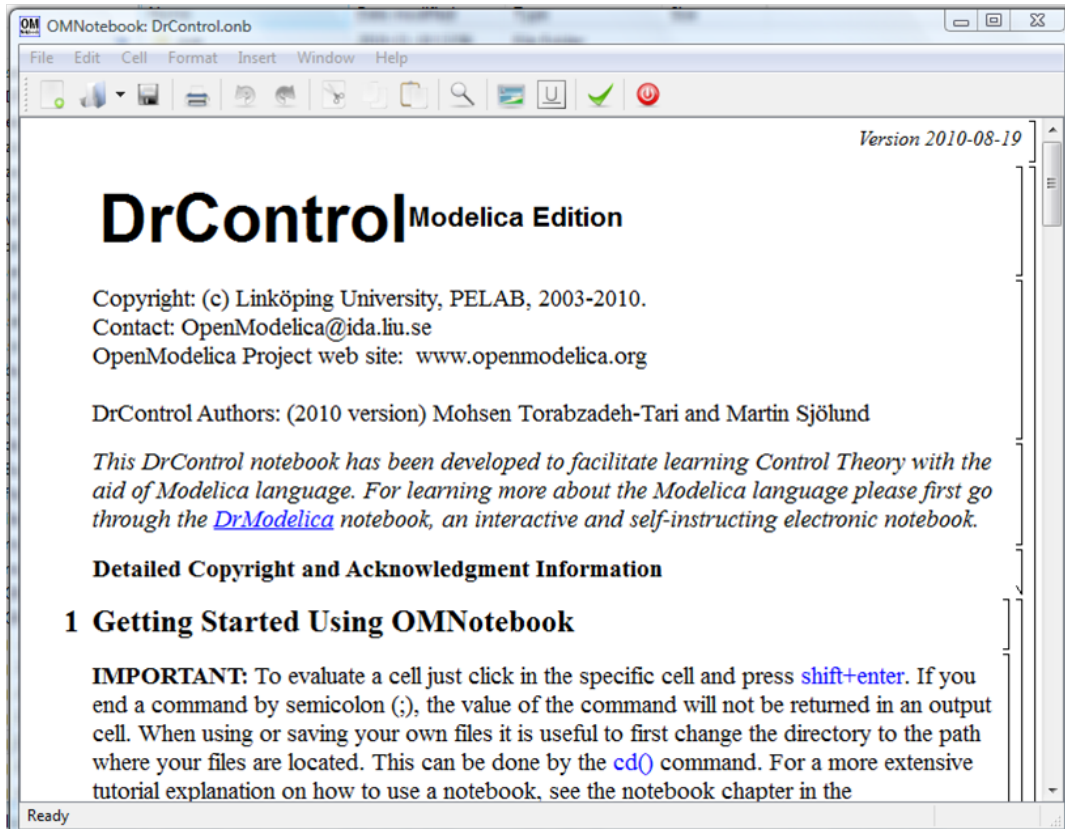 OMNotebook: DrControl.onb
File Edit Cell Format Insert Window Help
Version 2010-08-19
DrControl Modelica Edition
Copyright: (c) Linköping University, PELAB, 2003-2010.
Contact: OpenModelica@ida.liu.se
OpenModelica Project web site: www.openmodelica.org
DrControl Authors: (2010 version) Mohsen Torabzadeh-Tari and Martin Sjölund
This DrControl notebook has been developed to facilitate learning Control Theory with the
aid of Modelica language. For learning more about the Modelica language please first go
through the DrModelica notebook, an interactive and self-instructing electronic notebook.
Detailed Copyright and Acknowledgment Information
1 Getting Started Using OMNotebook
IMPORTANT: To evaluate a cell just click in the specific cell and press shift+enter. If you
end a command by semicolon (;), the value of the command will not be returned in an output
cell. When using or saving your own files it is useful to first change the directory to the path
where your files are located. This can be done by the cd() command. For a more extensive
tutorial explanation on how to use a notebook, see the notebook chapter in the
Ready